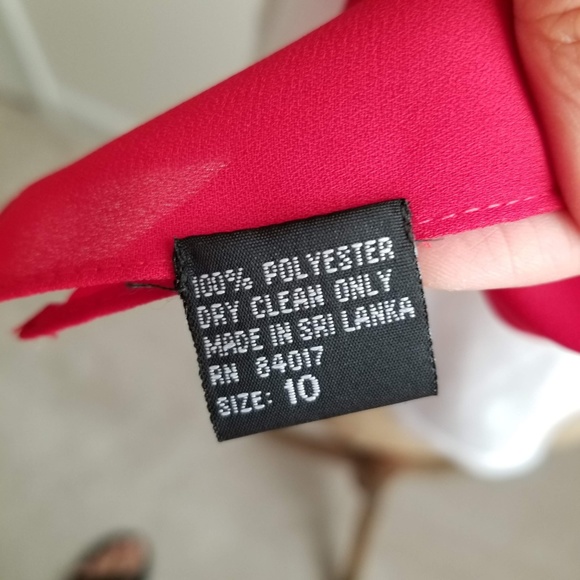 100% POLYESTER
DRY CLEAN ONLY
MADE IN SRI LANKA
RN 84017
SIZE: 10